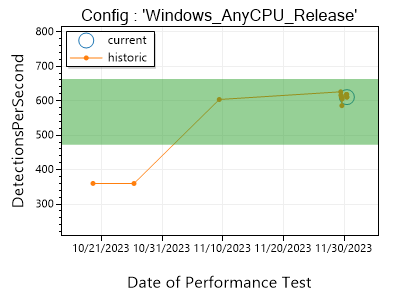 Config : 'Windows_AnyCPU_Release'
current
historic
DetectionsPerSecond
800
700
600
500
400
300
10/21/2023 10/31/2023 11/10/2023 11/20/2023 11/30/2023
Date of Performance Test